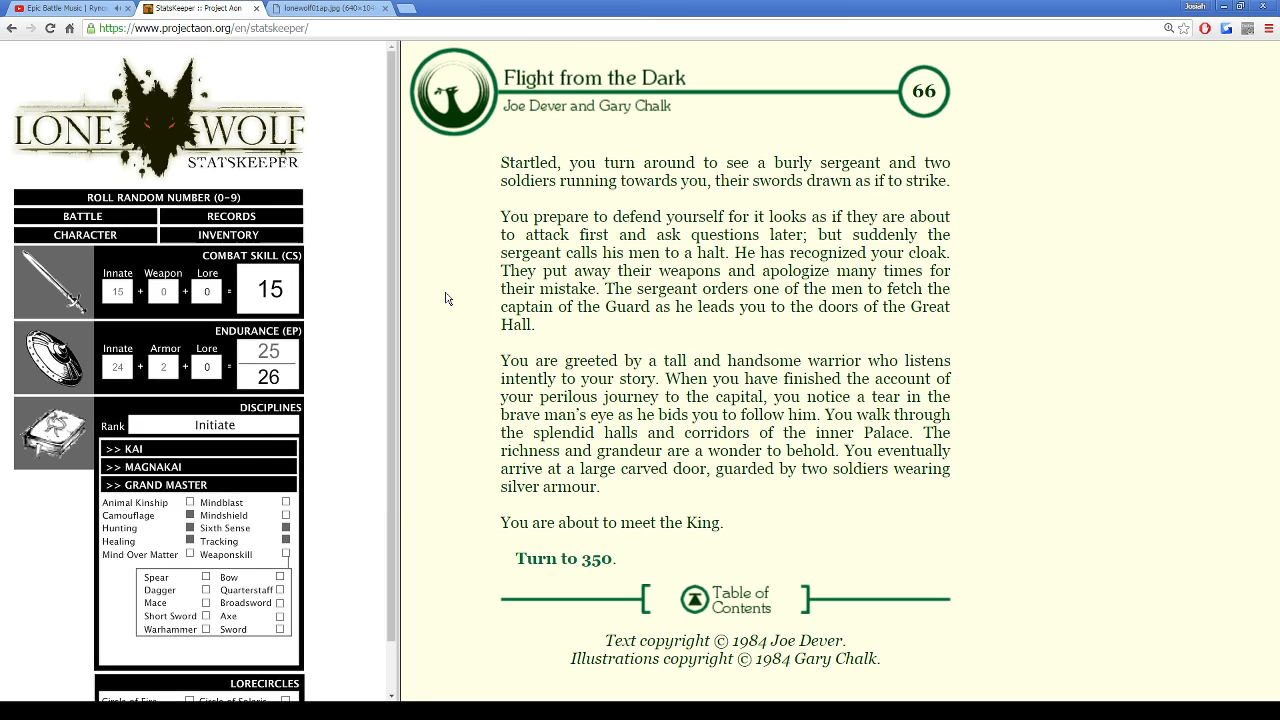 Epic Battle Music | Ryno
StatsKeeper :: Project Aon
lonewolf01ap.jpg (640×104
Josiah
https://www.projectaon.org/en/statskeeper/
LONE WOLF
STATSKEEPER
ROLL RANDOM NUMBER (0-9)
BATTLE RECORDS
CHARACTER INVENTORY
COMBAT SKILL (CS)
Innate Weapon Lore
15 + 0 + 0 = 15
ENDURANCE (EP)
Innate Armor Lore 25
24 + 2 + 0 = 26
DISCIPLINES
Rank Initiate
>> KAI
>> MAGNAKAI
>> GRAND MASTER
Animal Kinship Mindblast
Camouflage Mindshield
Hunting Sixth Sense
Healing Tracking
Mind Over Matter Weaponskill
Spear Bow
Dagger Quarterstaff
Mace Broadsword
Short Sword Axe
Warhammer Sword
LORECIRCLES
Circle of Fire Circle of Solaris
Flight from the Dark
Joe Dever and Gary Chalk
66
Startled, you turn around to see a burly sergeant and two
soldiers running towards you, their swords drawn as if to strike.
You prepare to defend yourself for it looks as if they are about
to attack first and ask questions later, but suddenly the
sergeant calls his men to a halt. He has recognized your cloak.
They put away their weapons and apologize many times for
their mistake. The sergeant orders one of the men to fetch the
captain of the Guard as he leads you to the doors of the Great
Hall.
You are greeted by a tall and handsome warrior who listens
intently to your story. When you have finished the account of
your perilous journey to the capital, you notice a tear in the
brave man's eye as he bids you to follow him. You walk through
the splendid halls and corridors of the inner Palace. The
richness and grandeur are a wonder to behold. You eventually
arrive at a large carved door, guarded by two soldiers wearing
silver armour.
You are about to meet the King.
Turn to 350.
Table of
Contents
Text copyright © 1984 Joe Dever.
Illustrations copyright © 1984 Gary Chalk.